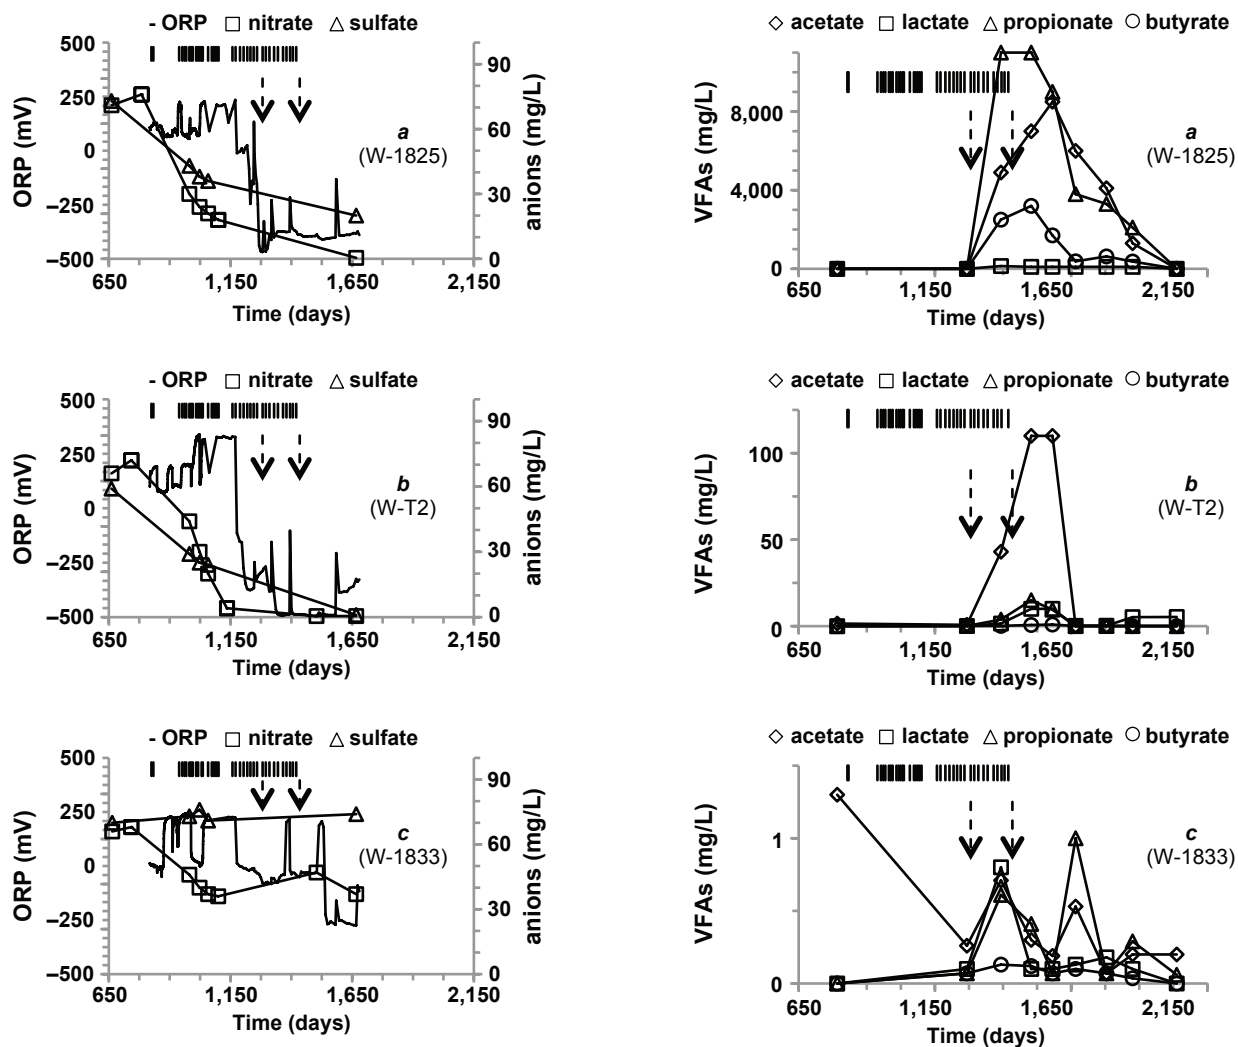 - ORP □ nitrate △ sulfate
500
250
0
–250
–500
ORP (mV)
90
60
30
0
anions (mg/L)
a
(W-1825)
650 1,150 1,650 2,150
Time (days)
◇ acetate □ lactate △ propionate ○ butyrate
8,000
4,000
0
VFAs (mg/L)
a
(W-1825)
650 1,150 1,650 2,150
Time (days)
- ORP □ nitrate △ sulfate
500
250
0
–250
–500
ORP (mV)
90
60
30
0
anions (mg/L)
b
(W-T2)
650 1,150 1,650 2,150
Time (days)
◇ acetate □ lactate △ propionate ○ butyrate
100
50
0
VFAs (mg/L)
b
(W-T2)
650 1,150 1,650 2,150
Time (days)
- ORP □ nitrate △ sulfate
500
250
0
–250
–500
ORP (mV)
90
60
30
0
anions (mg/L)
c
(W-1833)
650 1,150 1,650 2,150
Time (days)
◇ acetate □ lactate △ propionate ○ butyrate
1
0
VFAs (mg/L)
c
(W-1833)
650 1,150 1,650 2,150
Time (days)